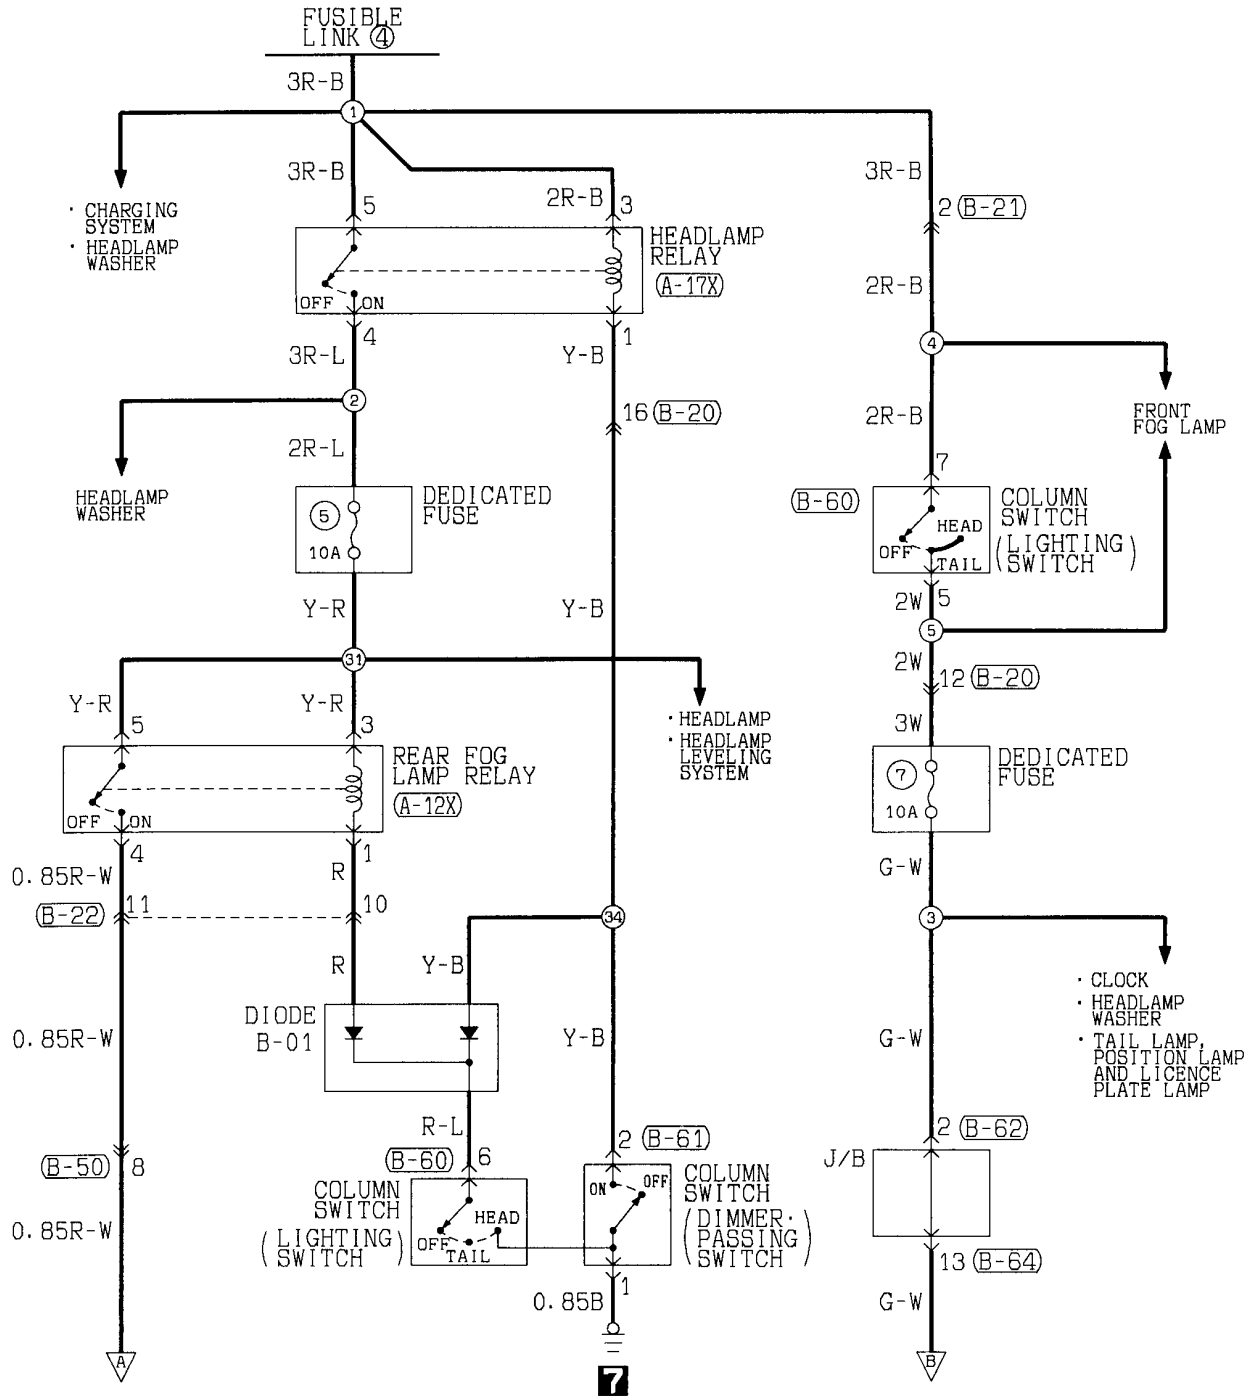 FUSIBLE
LINK ④
3R-B
1
3R-B
2R-B
3R-B
5
3
2 (B-21)
· CHARGING
SYSTEM
· HEADLAMP
WASHER
HEADLAMP
RELAY
(A-17X)
OFF ON
2R-B
4
1
3R-L
Y-B
4
2
16 (B-20)
2R-B
FRONT
FOG LAMP
2R-L
7
HEADLAMP
WASHER
DEDICATED
FUSE
5
10A
(B-60)
COLUMN
SWITCH
(LIGHTING
SWITCH)
HEAD
OFF
TAIL
Y-R
Y-B
2W 5
5
31
2W
12 (B-20)
Y-R
Y-R
3W
5
3
· HEADLAMP
· HEADLAMP
LEVELING
SYSTEM
REAR FOG
LAMP RELAY
(A-12X)
OFF ON
DEDICATED
FUSE
7
10A
4
1
0.85R-W
R
G-W
(B-22) 11
10
34
3
R
Y-B
· CLOCK
· HEADLAMP
WASHER
· TAIL LAMP,
POSITION LAMP
AND LICENCE
PLATE LAMP
DIODE
B-01
0.85R-W
Y-B
G-W
R-L
2 (B-61)
2 (B-62)
(B-50) 8
(B-60) 6
J/B
COLUMN
SWITCH
(LIGHTING
SWITCH)
HEAD
OFF
TAIL
ON
OFF
COLUMN
SWITCH
(DIMMER·
PASSING
SWITCH)
0.85R-W
13 (B-64)
1
0.85B
G-W
A
B
7